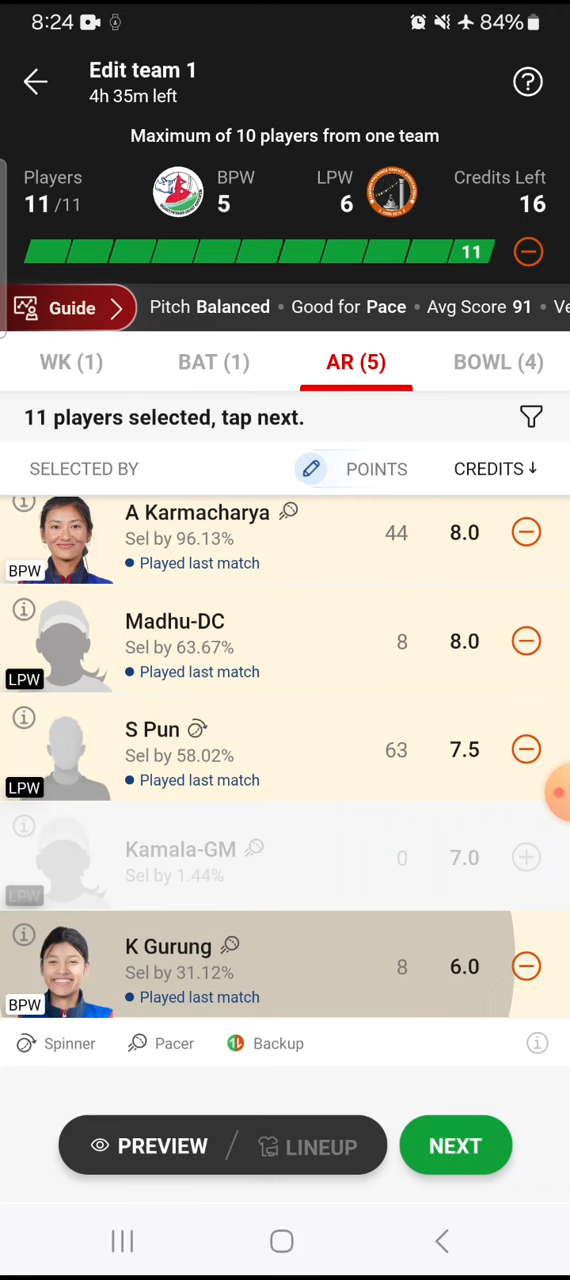 8:24 84%
Edit team 1
4h 35m left
Maximum of 10 players from one team
Players BPW LPW Credits Left
11/11 5 6 16
11
Guide Pitch Balanced • Good for Pace • Avg Score 91 • Ve
WK (1) BAT (1) AR (5) BOWL (4)
11 players selected, tap next.
SELECTED BY POINTS CREDITS↓
A Karmacharya
Sel by 96.13% 44 8.0
BPW • Played last match
Madhu-DC
Sel by 63.67% 8 8.0
LPW • Played last match
S Pun
Sel by 58.02% 63 7.5
LPW • Played last match
Kamala-GM 0 7.0
Sel by 1.44%
LPW
K Gurung
Sel by 31.12% 8 6.0
BPW • Played last match
Spinner Pacer Backup
PREVIEW / LINEUP NEXT